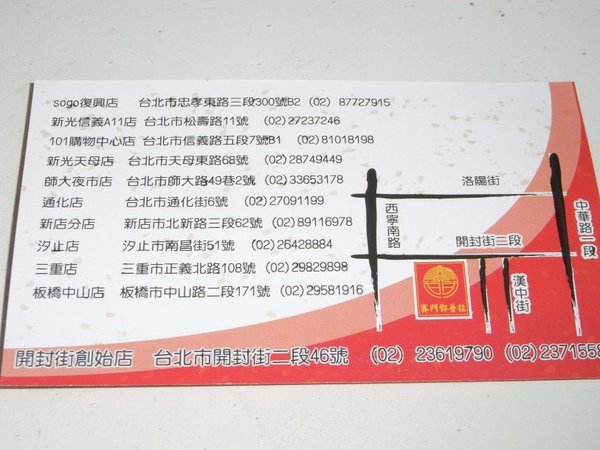 sogo復興店 台北市忠孝東路三段300號B2 (02) 87727915
新光信義A11店 台北市松壽路11號 (02)27237246
101購物中心店 台北市信義路五段7號B1 (02)81018198
新光天母店 台北市天母東路68號 (02)28749449
師大夜市店 台北市師大路49巷2號 (02)33653178
通化店 台北市通化街6號 (02)27091199
新店分店 新店市北新路三段62號 (02)89116978
汐止店 汐止市南昌街51號 (02)26428884
三重店 三重市正義北路108號 (02)29829898
板橋中山店 板橋市中山路二段171號 (02)29581916
洛陽街
西寧南路
開封街二段
中華路一段
漢中街
賽門鄧普拉
開封街創始店 台北市開封街二段46號 (02) 23619790 (02)2371558